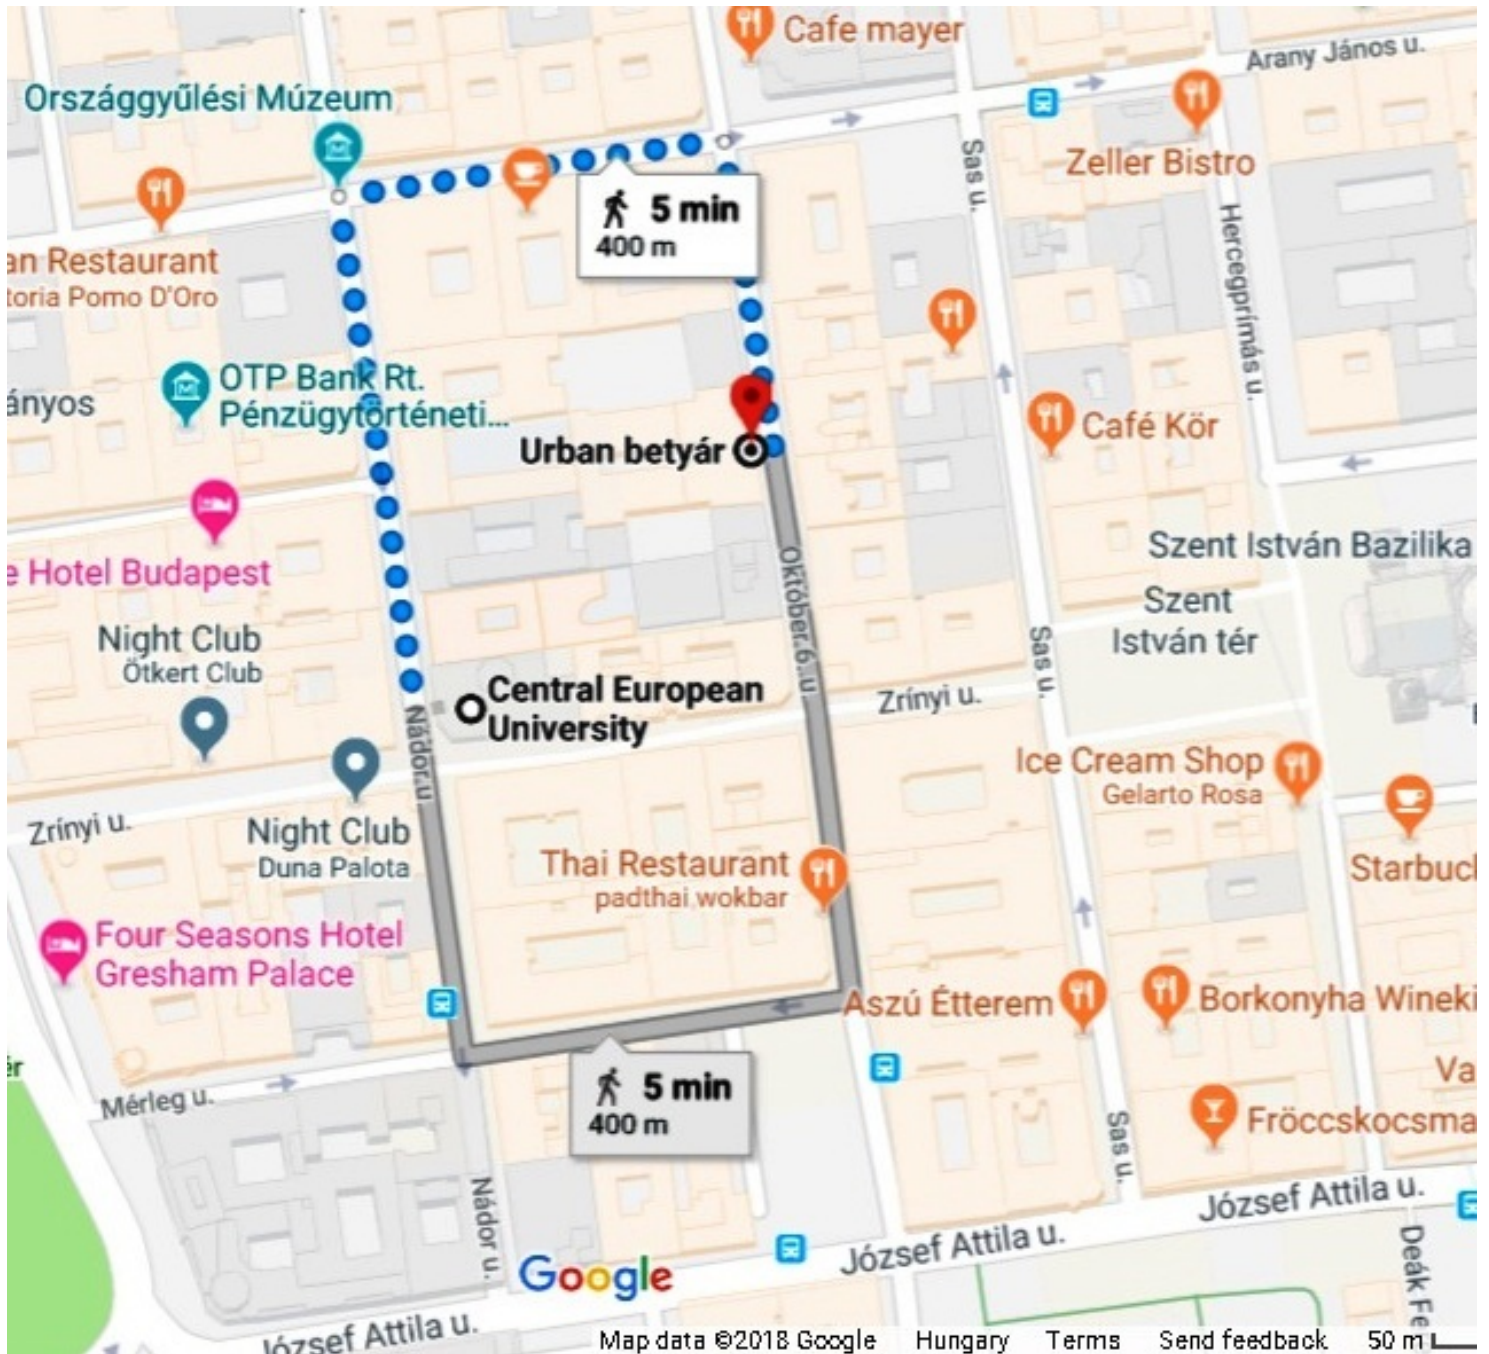 Cafe mayer
Arany János u.
Országgyűlési Múzeum
Sas u.
Zeller Bistro
5 min
400 m
Hercegprímás u.
an Restaurant
toria Pomo D'Oro
OTP Bank Rt.
Pénzügytörténeti...
ányos
Café Kör
Urban betyár
Szent István Bazilika
e Hotel Budapest
Október 6. u.
Szent
István tér
Night Club
Ötkert Club
Sas u.
Central European
University
Zrínyi u.
Nádor u.
Ice Cream Shop
Gelarto Rosa
Zrínyi u.
Night Club
Duna Palota
Thai Restaurant
padthai wokbar
Starbuc
Four Seasons Hotel
Gresham Palace
Aszú Étterem
Borkonyha Wineki
ér
Va
5 min
400 m
Mérleg u.
Fröccskocsma
Sas u.
Nádor u.
József Attila u.
József Attila u.
Deák Fe
Google
József Attila u.
Map data ©2018 Google Hungary Terms Send feedback 50 m